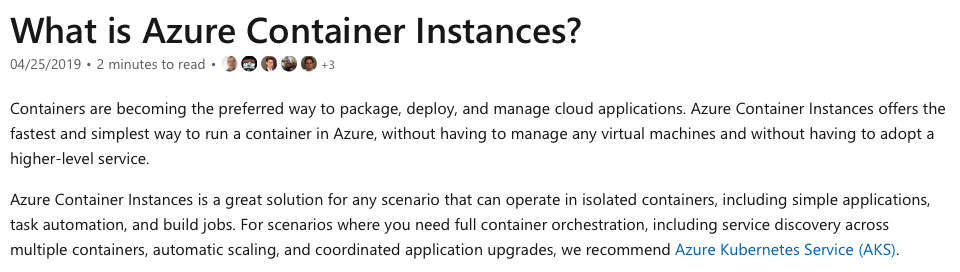 What is Azure Container Instances?
04/25/2019 • 2 minutes to read • +3
Containers are becoming the preferred way to package, deploy, and manage cloud applications. Azure Container Instances offers the
fastest and simplest way to run a container in Azure, without having to manage any virtual machines and without having to adopt a
higher-level service.
Azure Container Instances is a great solution for any scenario that can operate in isolated containers, including simple applications,
task automation, and build jobs. For scenarios where you need full container orchestration, including service discovery across
multiple containers, automatic scaling, and coordinated application upgrades, we recommend Azure Kubernetes Service (AKS).